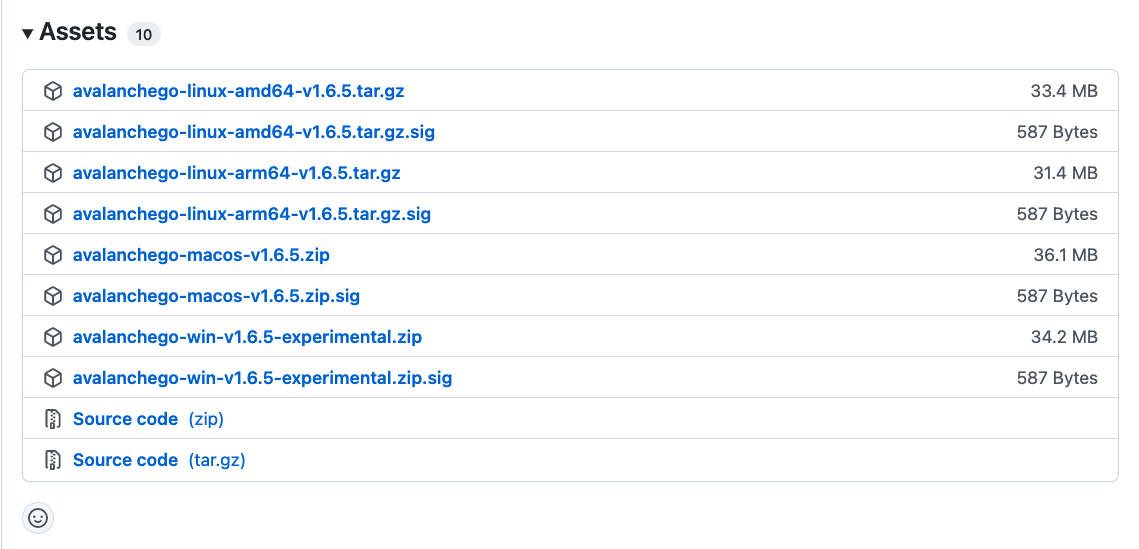 Assets 10
avalanchego-linux-amd64-v1.6.5.tar.gz 33.4 MB
avalanchego-linux-amd64-v1.6.5.tar.gz.sig 587 Bytes
avalanchego-linux-arm64-v1.6.5.tar.gz 31.4 MB
avalanchego-linux-arm64-v1.6.5.tar.gz.sig 587 Bytes
avalanchego-macos-v1.6.5.zip 36.1 MB
avalanchego-macos-v1.6.5.zip.sig 587 Bytes
avalanchego-win-v1.6.5-experimental.zip 34.2 MB
avalanchego-win-v1.6.5-experimental.zip.sig 587 Bytes
Source code (zip)
Source code (tar.gz)